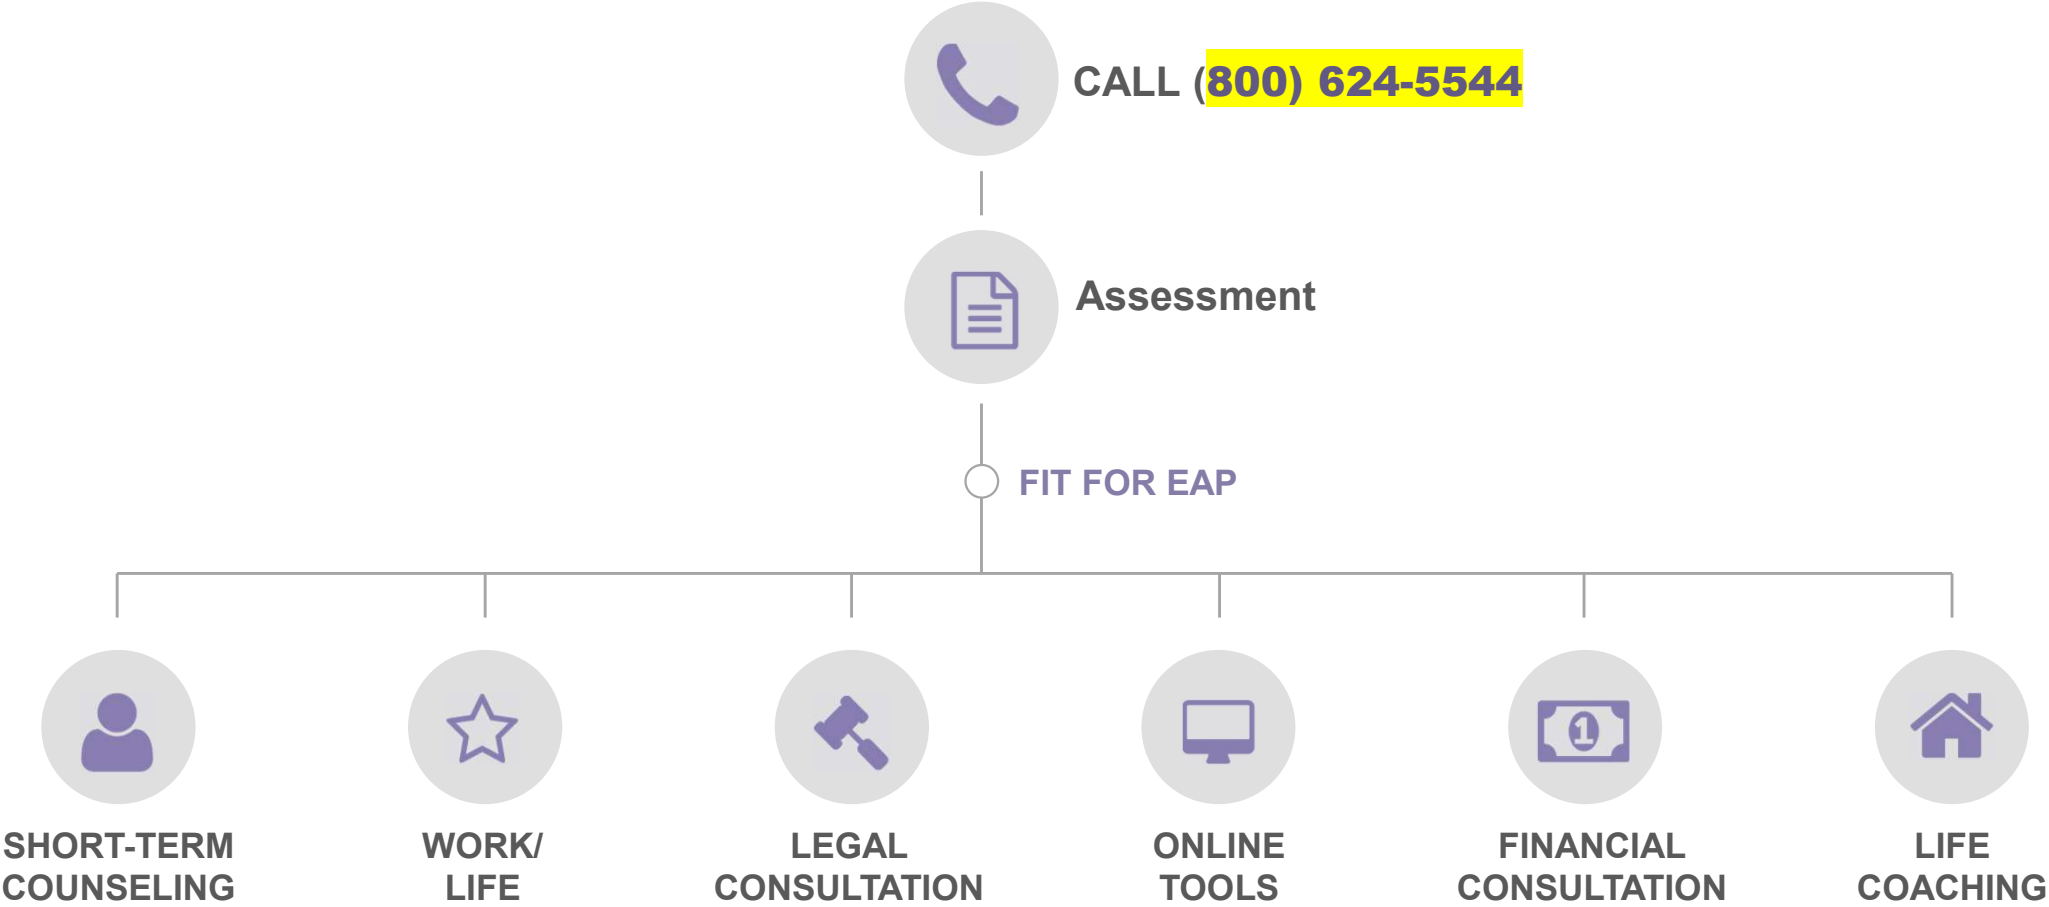 CALL (800) 624-5544
Assessment
FIT FOR EAP
SHORT-TERM
COUNSELING
WORK/
LIFE
LEGAL
CONSULTATION
ONLINE
TOOLS
1
FINANCIAL
CONSULTATION
LIFE
COACHING